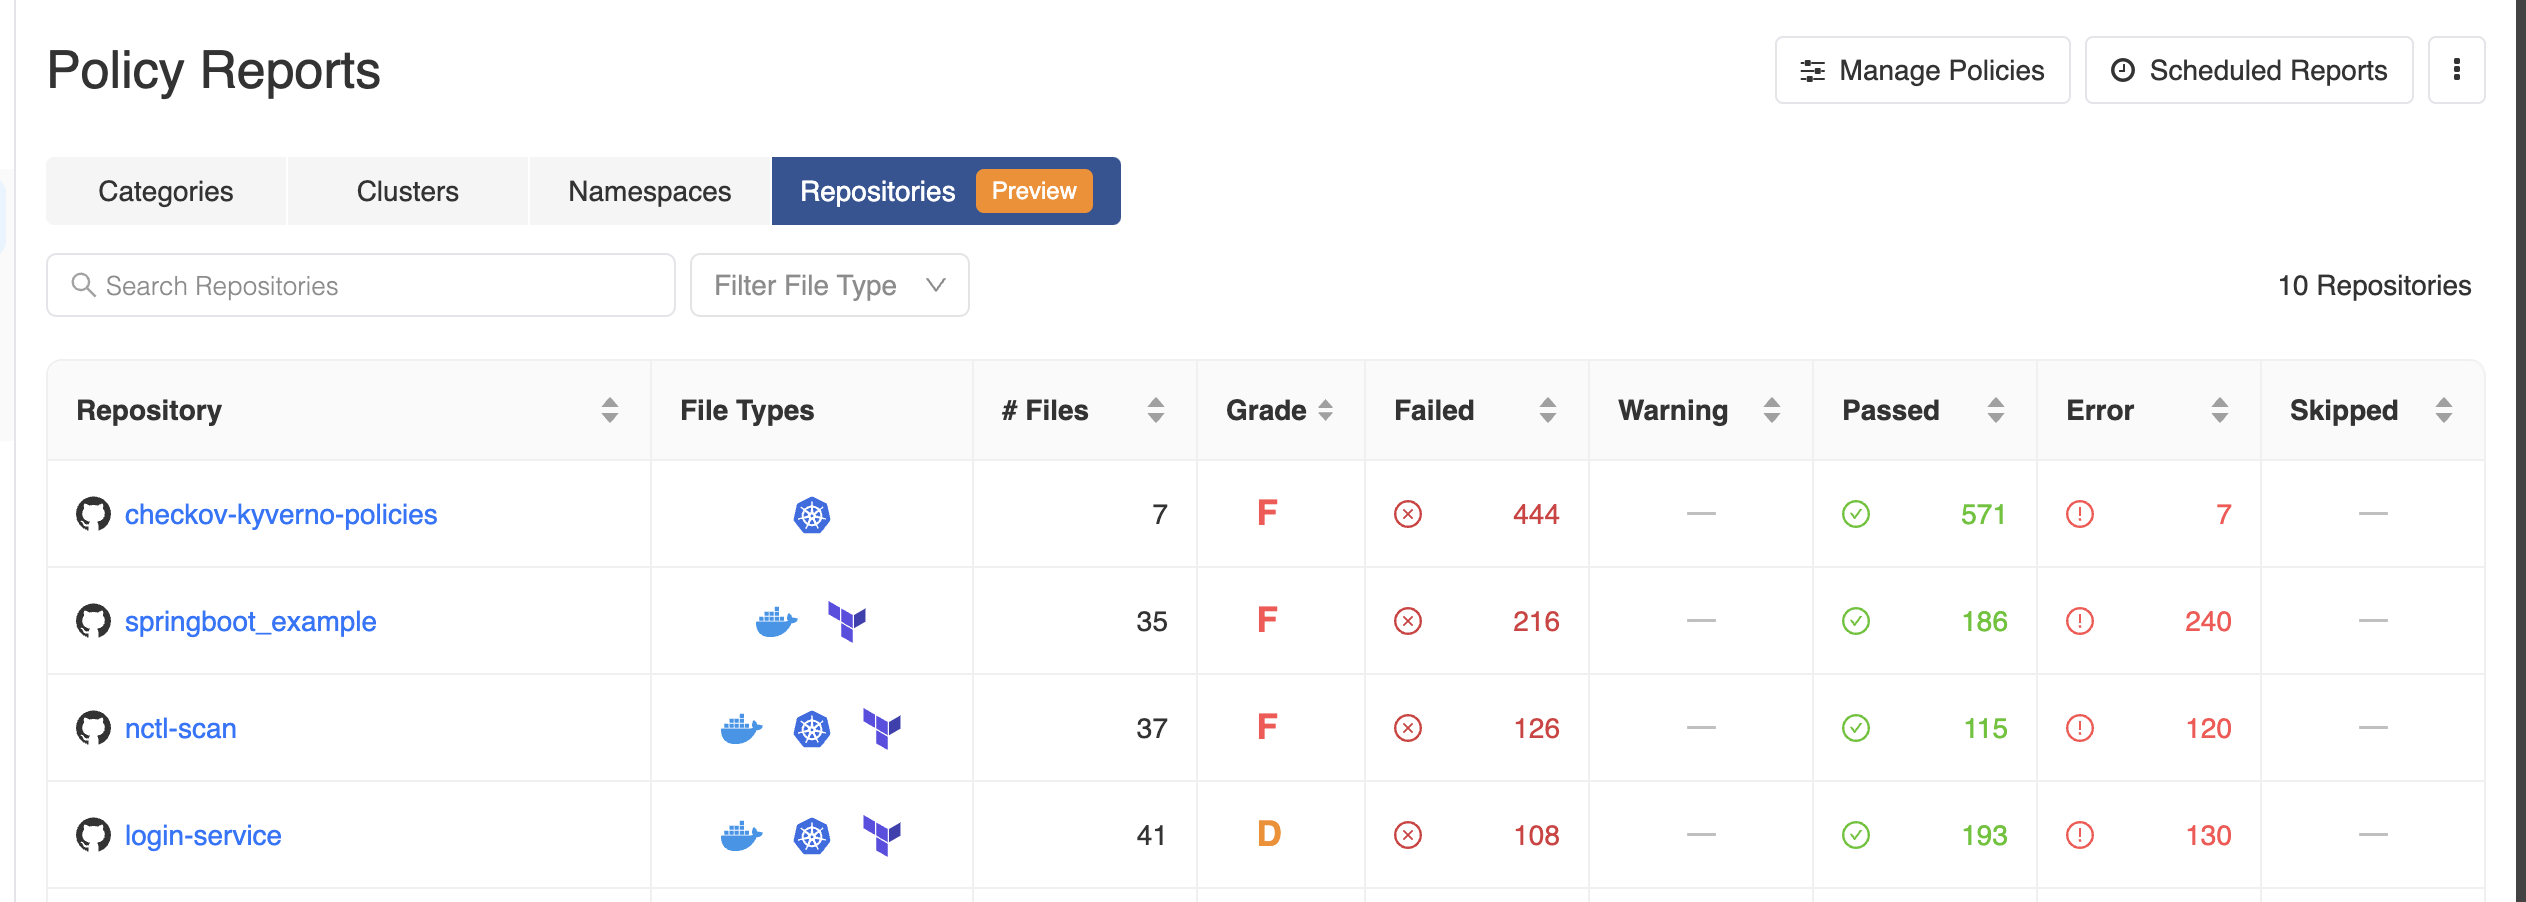 Policy Reports
Manage Policies
Scheduled Reports
Categories Clusters Namespaces Repositories Preview
Search Repositories Filter File Type 10 Repositories
Repository File Types # Files Grade Failed Warning Passed Error Skipped
checkov-kyverno-policies 7 F 444 — 571 7 —
springboot_example 35 F 216 — 186 240 —
nctl-scan 37 F 126 — 115 120 —
login-service 41 D 108 — 193 130 —